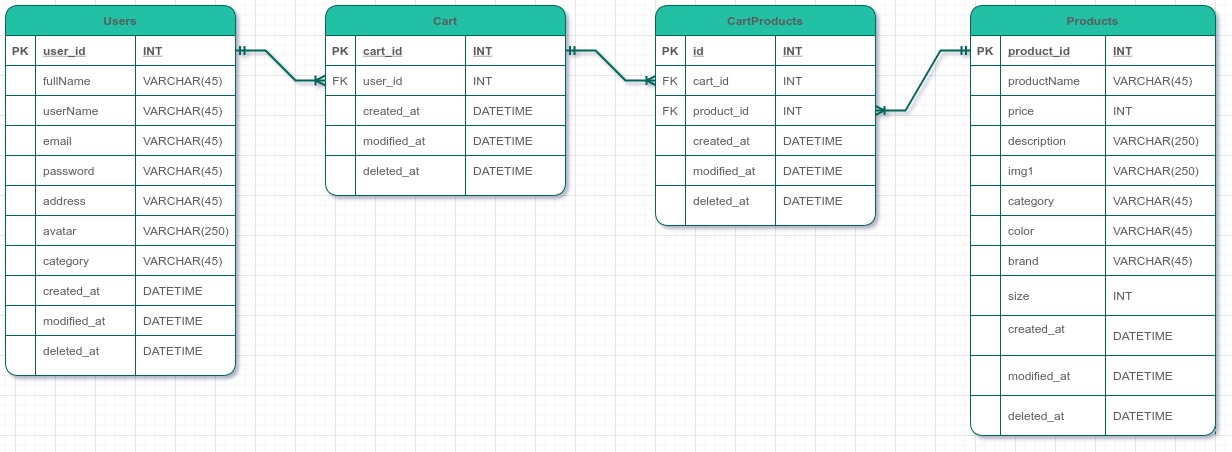 Users
PK user_id INT
fullName VARCHAR(45)
userName VARCHAR(45)
email VARCHAR(45)
password VARCHAR(45)
address VARCHAR(45)
avatar VARCHAR(250)
category VARCHAR(45)
created_at DATETIME
modified_at DATETIME
deleted_at DATETIME
Cart
PK cart_id INT
FK user_id INT
created_at DATETIME
modified_at DATETIME
deleted_at DATETIME
CartProducts
PK id INT
FK cart_id INT
FK product_id INT
created_at DATETIME
modified_at DATETIME
deleted_at DATETIME
Products
PK product_id INT
productName VARCHAR(45)
price INT
description VARCHAR(250)
img1 VARCHAR(250)
category VARCHAR(45)
color VARCHAR(45)
brand VARCHAR(45)
size INT
created_at DATETIME
modified_at DATETIME
deleted_at DATETIME